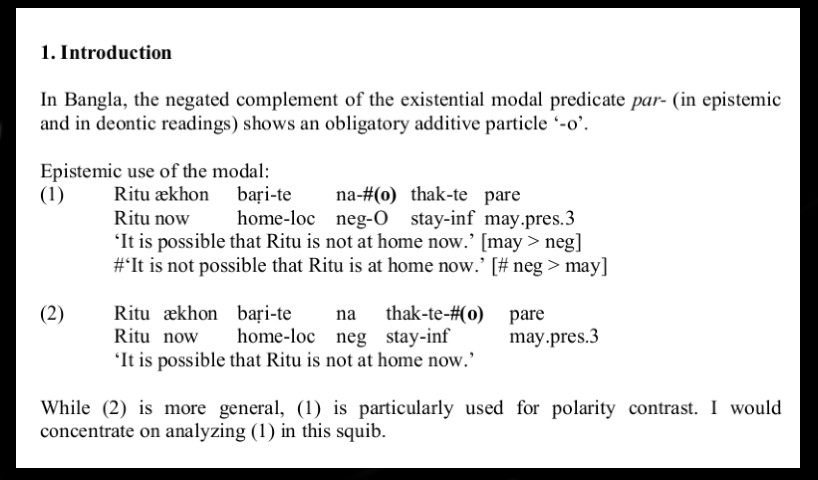 1. Introduction
In Bangla, the negated complement of the existential modal predicate par- (in epistemic
and in deontic readings) shows an obligatory additive particle ‘-o’.
Epistemic use of the modal:
(1) Ritu ækhon baṛi-te na-#(o) thak-te pare
Ritu now home-loc neg-O stay-inf may.pres.3
‘It is possible that Ritu is not at home now.’ [may > neg]
#‘It is not possible that Ritu is at home now.’ [# neg > may]
(2) Ritu ækhon baṛi-te na thak-te-#(o) pare
Ritu now home-loc neg stay-inf may.pres.3
‘It is possible that Ritu is not at home now.’
While (2) is more general, (1) is particularly used for polarity contrast. I would
concentrate on analyzing (1) in this squib.